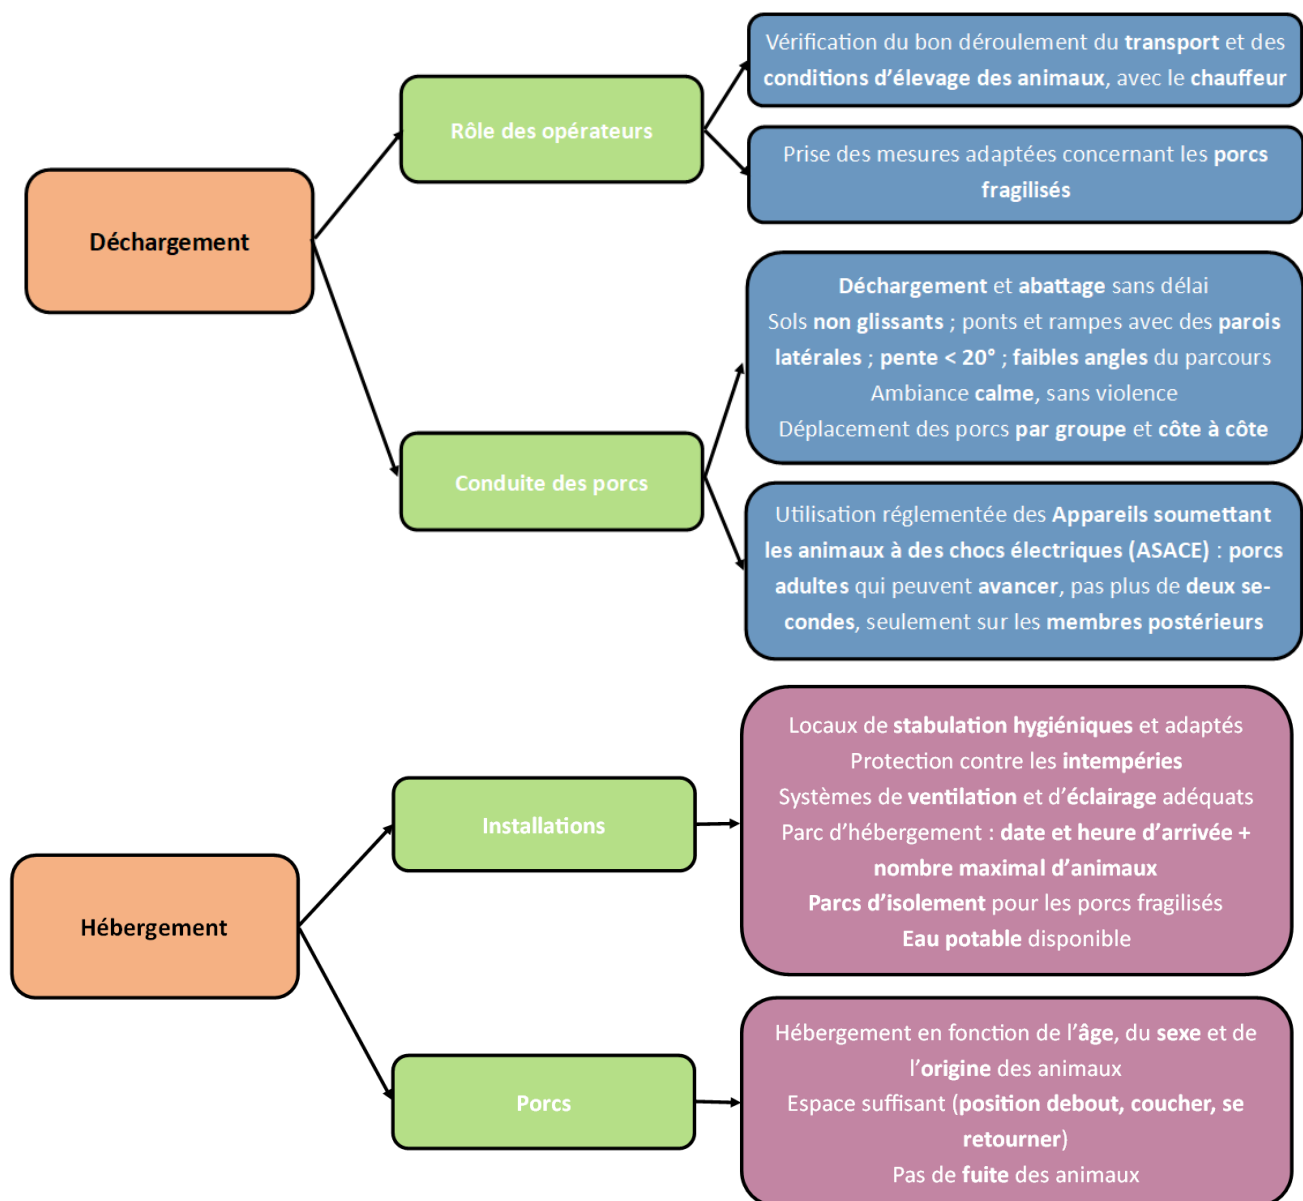 Déchargement
Rôle des opérateurs
Vérification du bon déroulement du transport et des
conditions d'élevage des animaux, avec le chauffeur
Prise des mesures adaptées concernant les porcs
fragilisés
Conduite des porcs
Déchargement et abattage sans délai
Sols non glissants ; ponts et rampes avec des parois
latérales ; pente < 20° ; faibles angles du parcours
Ambiance calme, sans violence
Déplacement des porcs par groupe et côte à côte
Utilisation réglementée des Appareils soumettant
les animaux à des chocs électriques (ASACE) : porcs
adultes qui peuvent avancer, pas plus de deux se-
condes, seulement sur les membres postérieurs
Hébergement
Installations
Locaux de stabulation hygiéniques et adaptés
Protection contre les intempéries
Systèmes de ventilation et d'éclairage adéquats
Parc d'hébergement : date et heure d'arrivée +
nombre maximal d'animaux
Parcs d'isolement pour les porcs fragilisés
Eau potable disponible
Porcs
Hébergement en fonction de l'âge, du sexe et de
l'origine des animaux
Espace suffisant (position debout, coucher, se
retourner)
Pas de fuite des animaux